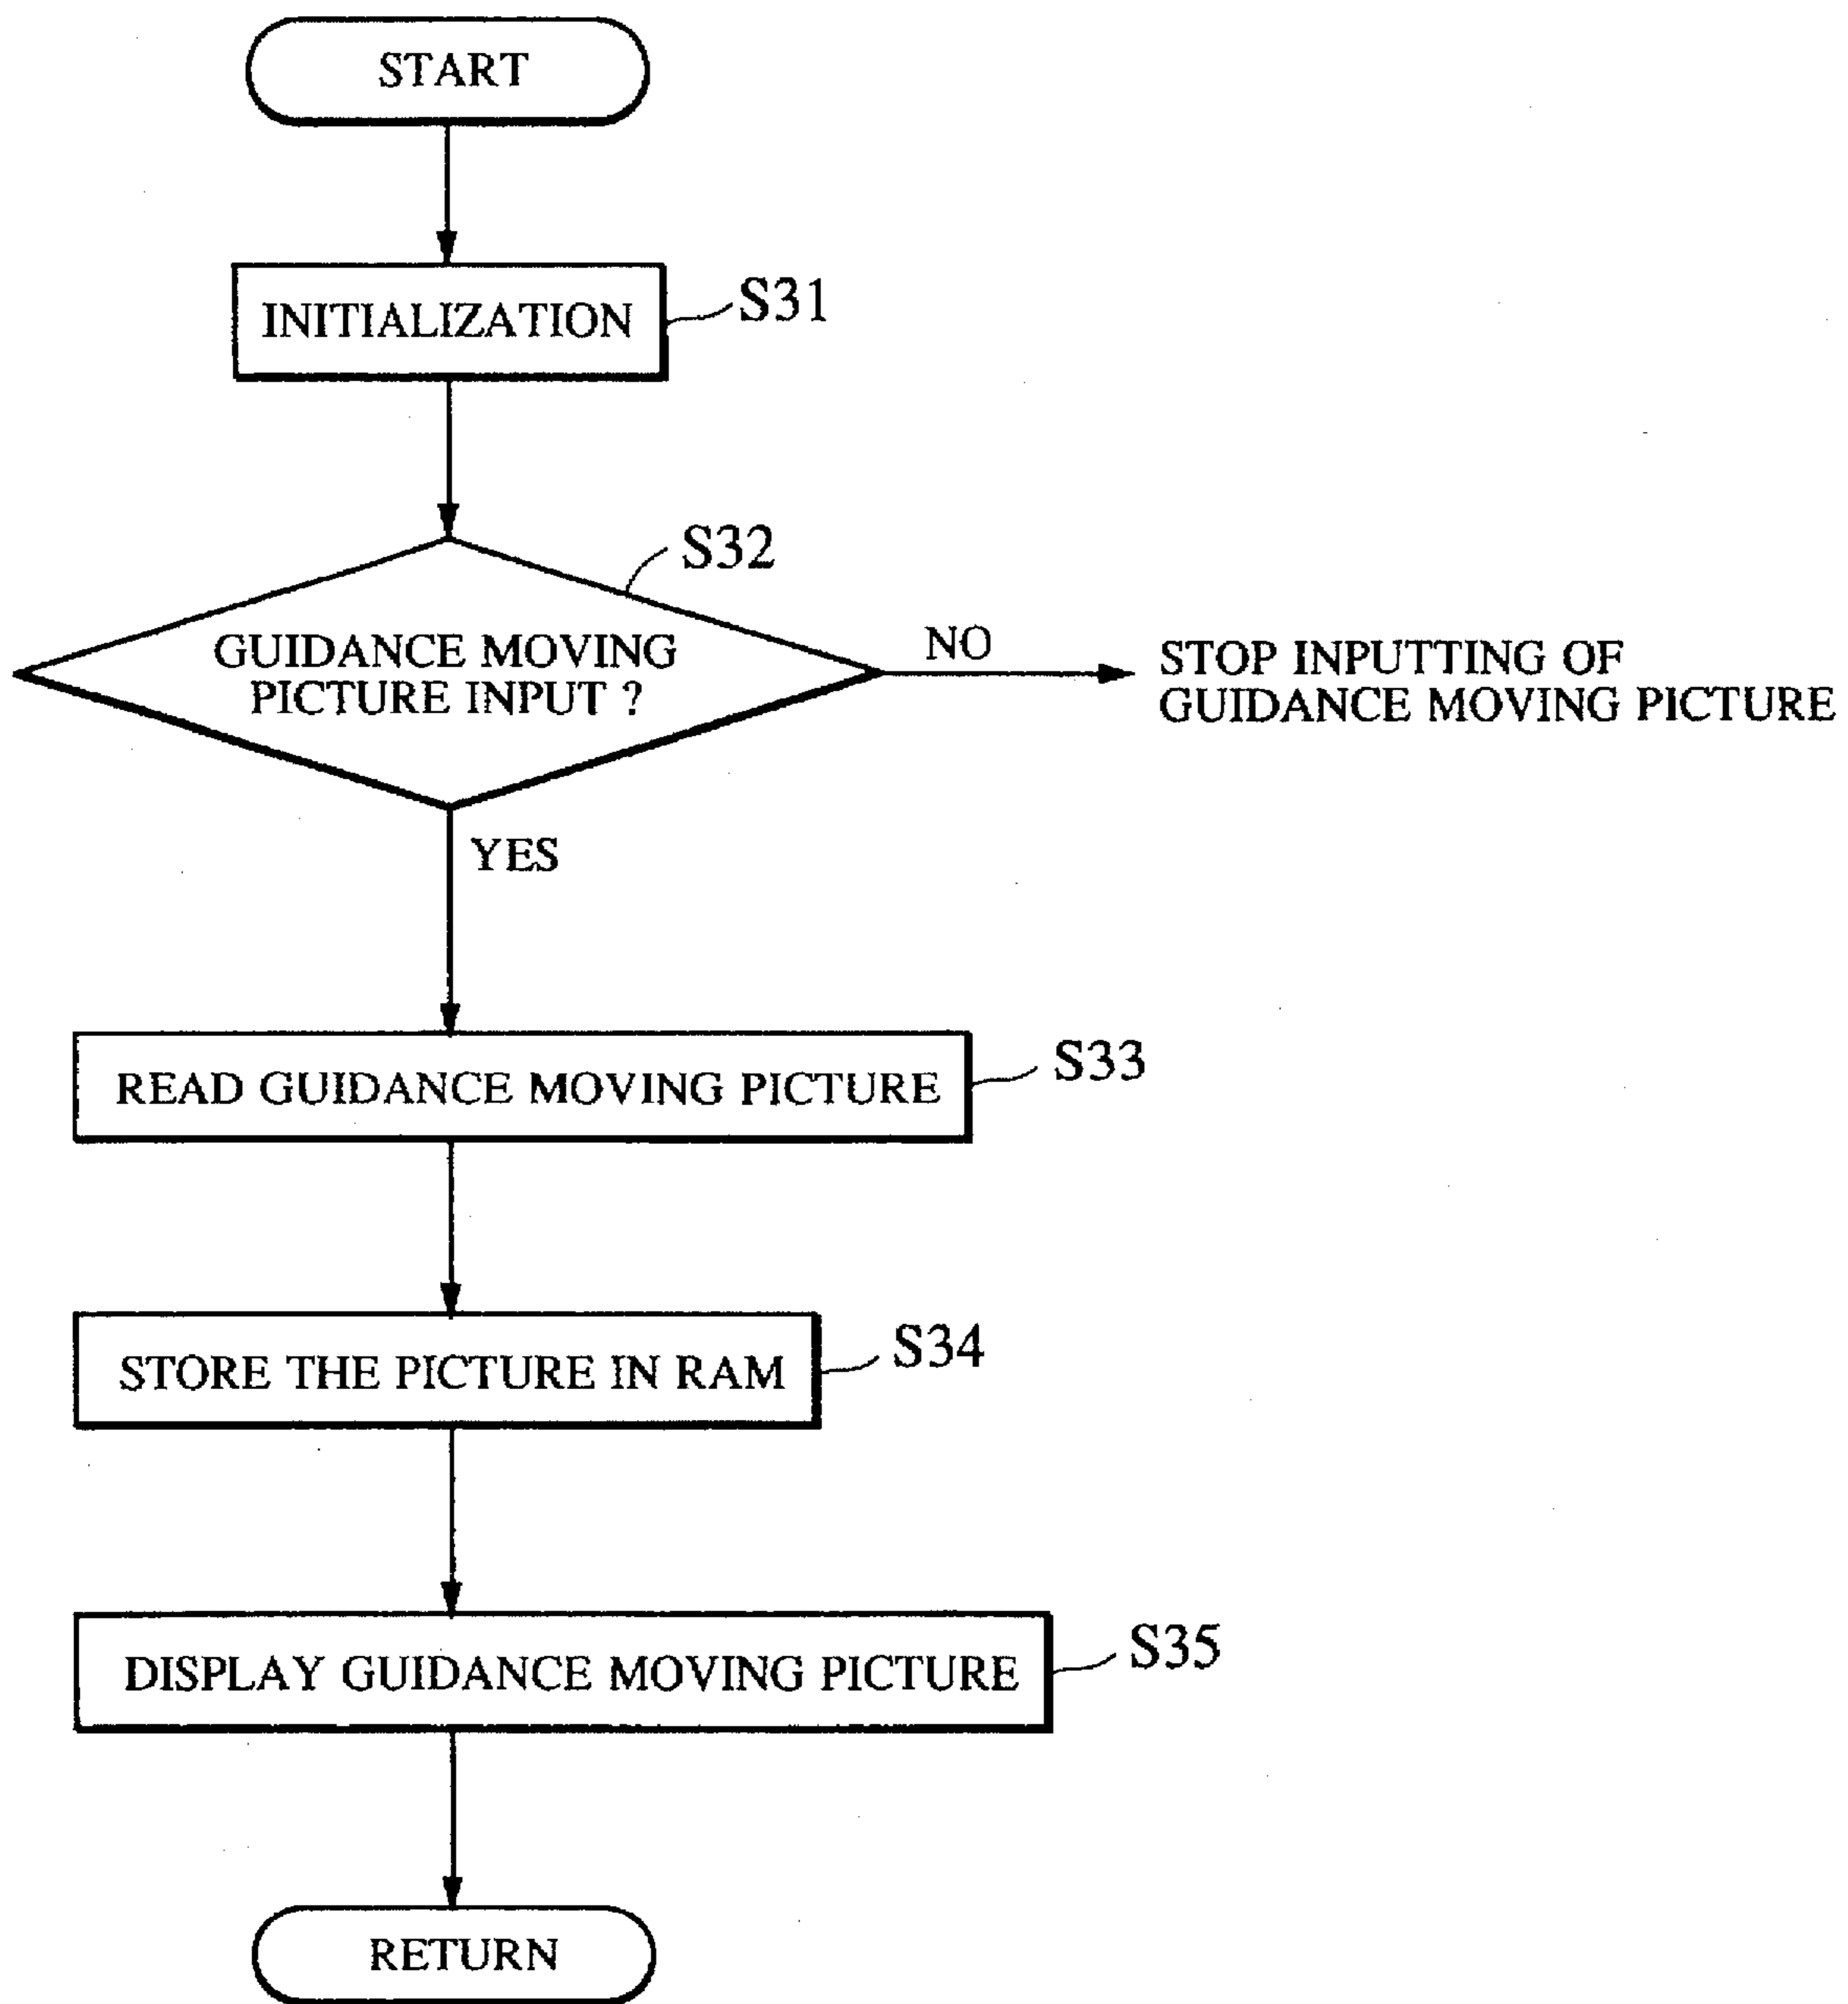 START
INITIALIZATION
S31
S32
GUIDANCE MOVING
PICTURE INPUT ?
NO
STOP INPUTTING OF
GUIDANCE MOVING PICTURE
YES
READ GUIDANCE MOVING PICTURE
S33
STORE THE PICTURE IN RAM
S34
DISPLAY GUIDANCE MOVING PICTURE
S35
RETURN